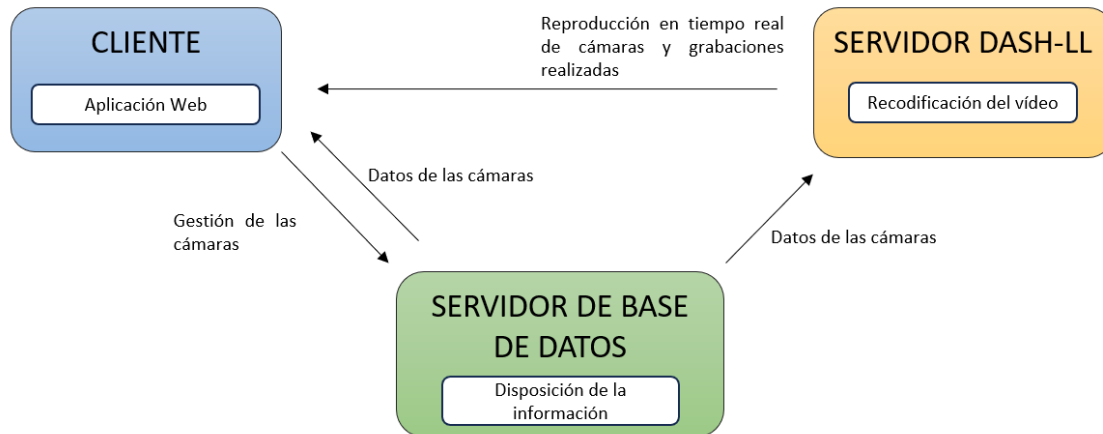 CLIENTE
Aplicación Web
Reproducción en tiempo real
de cámaras y grabaciones
realizadas
SERVIDOR DASH-LL
Recodificación del vídeo
Datos de las cámaras
Gestión de las
cámaras
Datos de las cámaras
SERVIDOR DE BASE
DE DATOS
Disposición de la
información